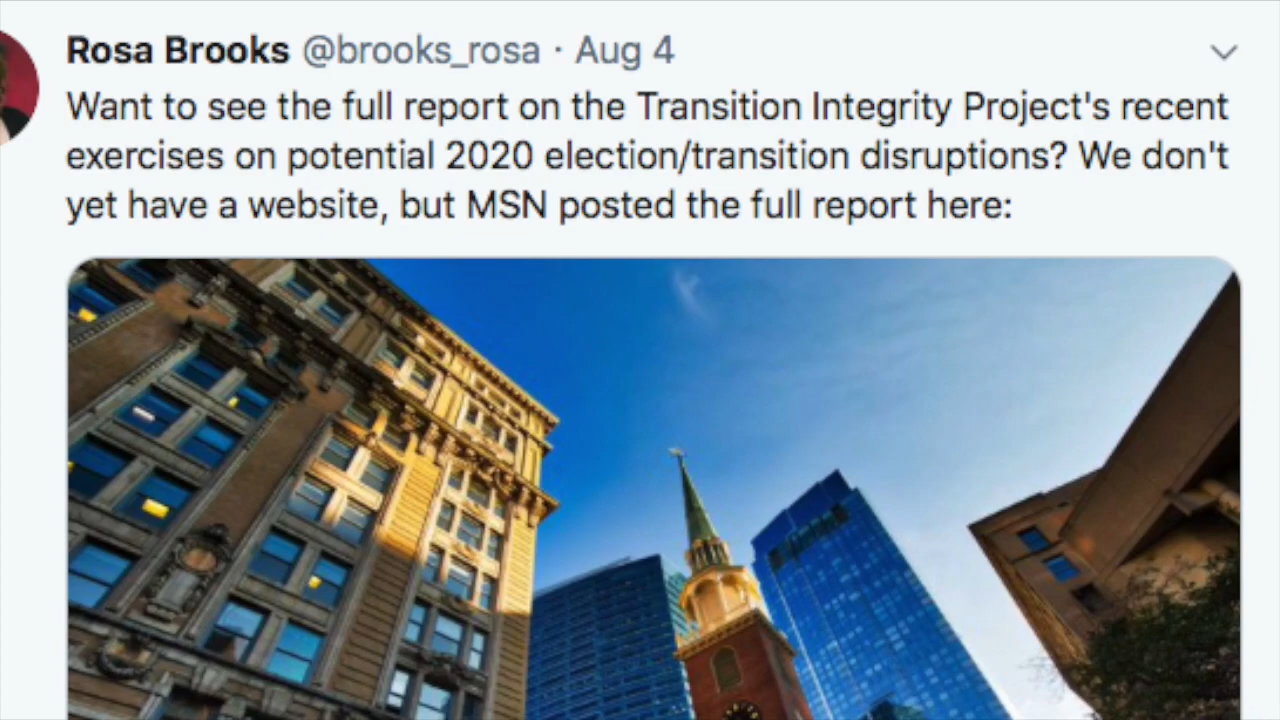 Rosa Brooks @brooks_rosa · Aug 4
Want to see the full report on the Transition Integrity Project's recent
exercises on potential 2020 election/transition disruptions? We don't
yet have a website, but MSN posted the full report here: